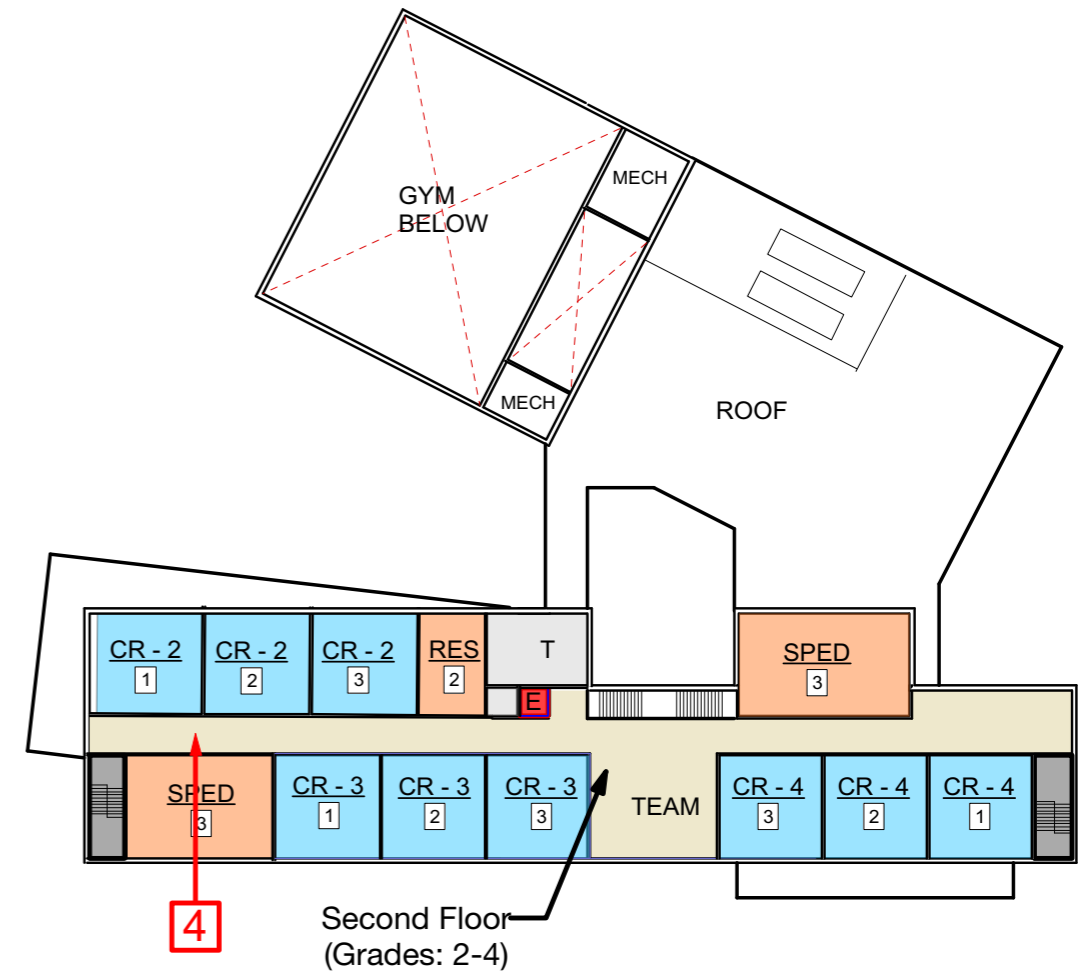 MECH
GYM
BELOW
MECH
ROOF
CR - 2
1
CR - 2
2
CR - 2
3
RES
2
T
E
SPED
3
SPED
3
CR - 3
1
CR - 3
2
CR - 3
3
TEAM
CR - 4
3
CR - 4
2
CR - 4
1
4
Second Floor
(Grades: 2-4)